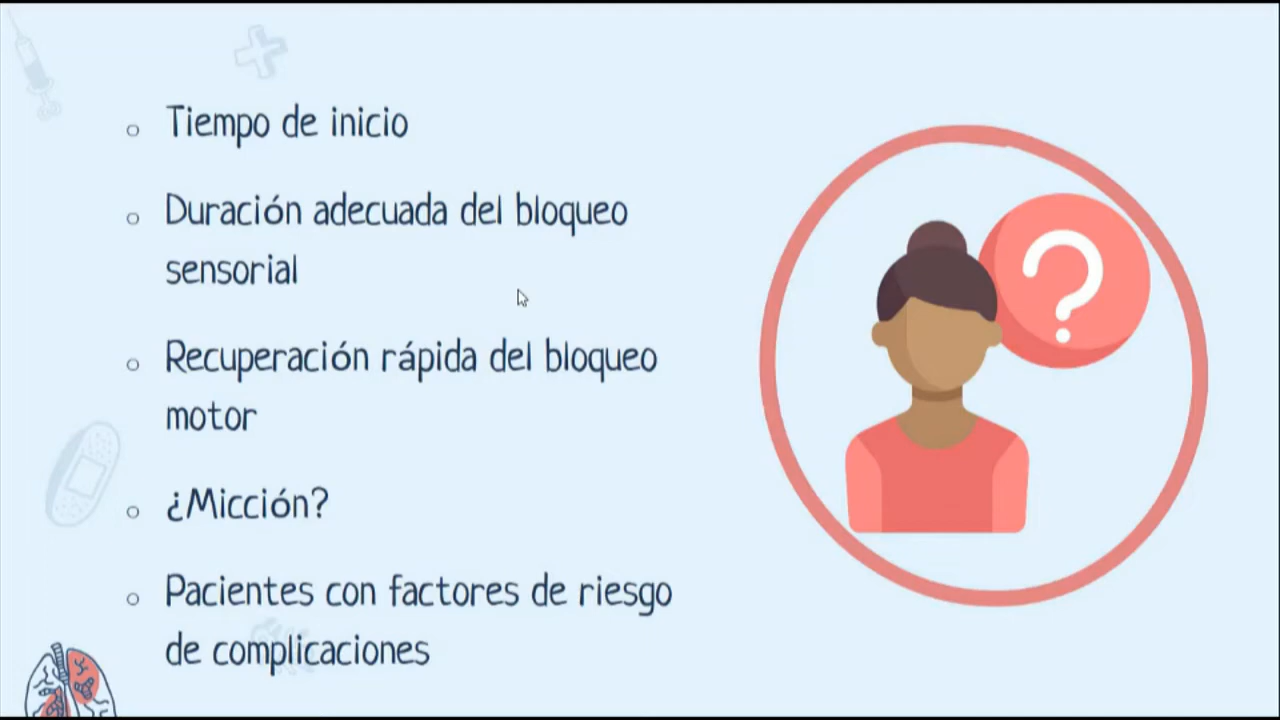 Tiempo de inicio
Duración adecuada del bloqueo
sensorial
Recuperación rápida del bloqueo
motor
¿Micción?
Pacientes con factores de riesgo
de complicaciones
?